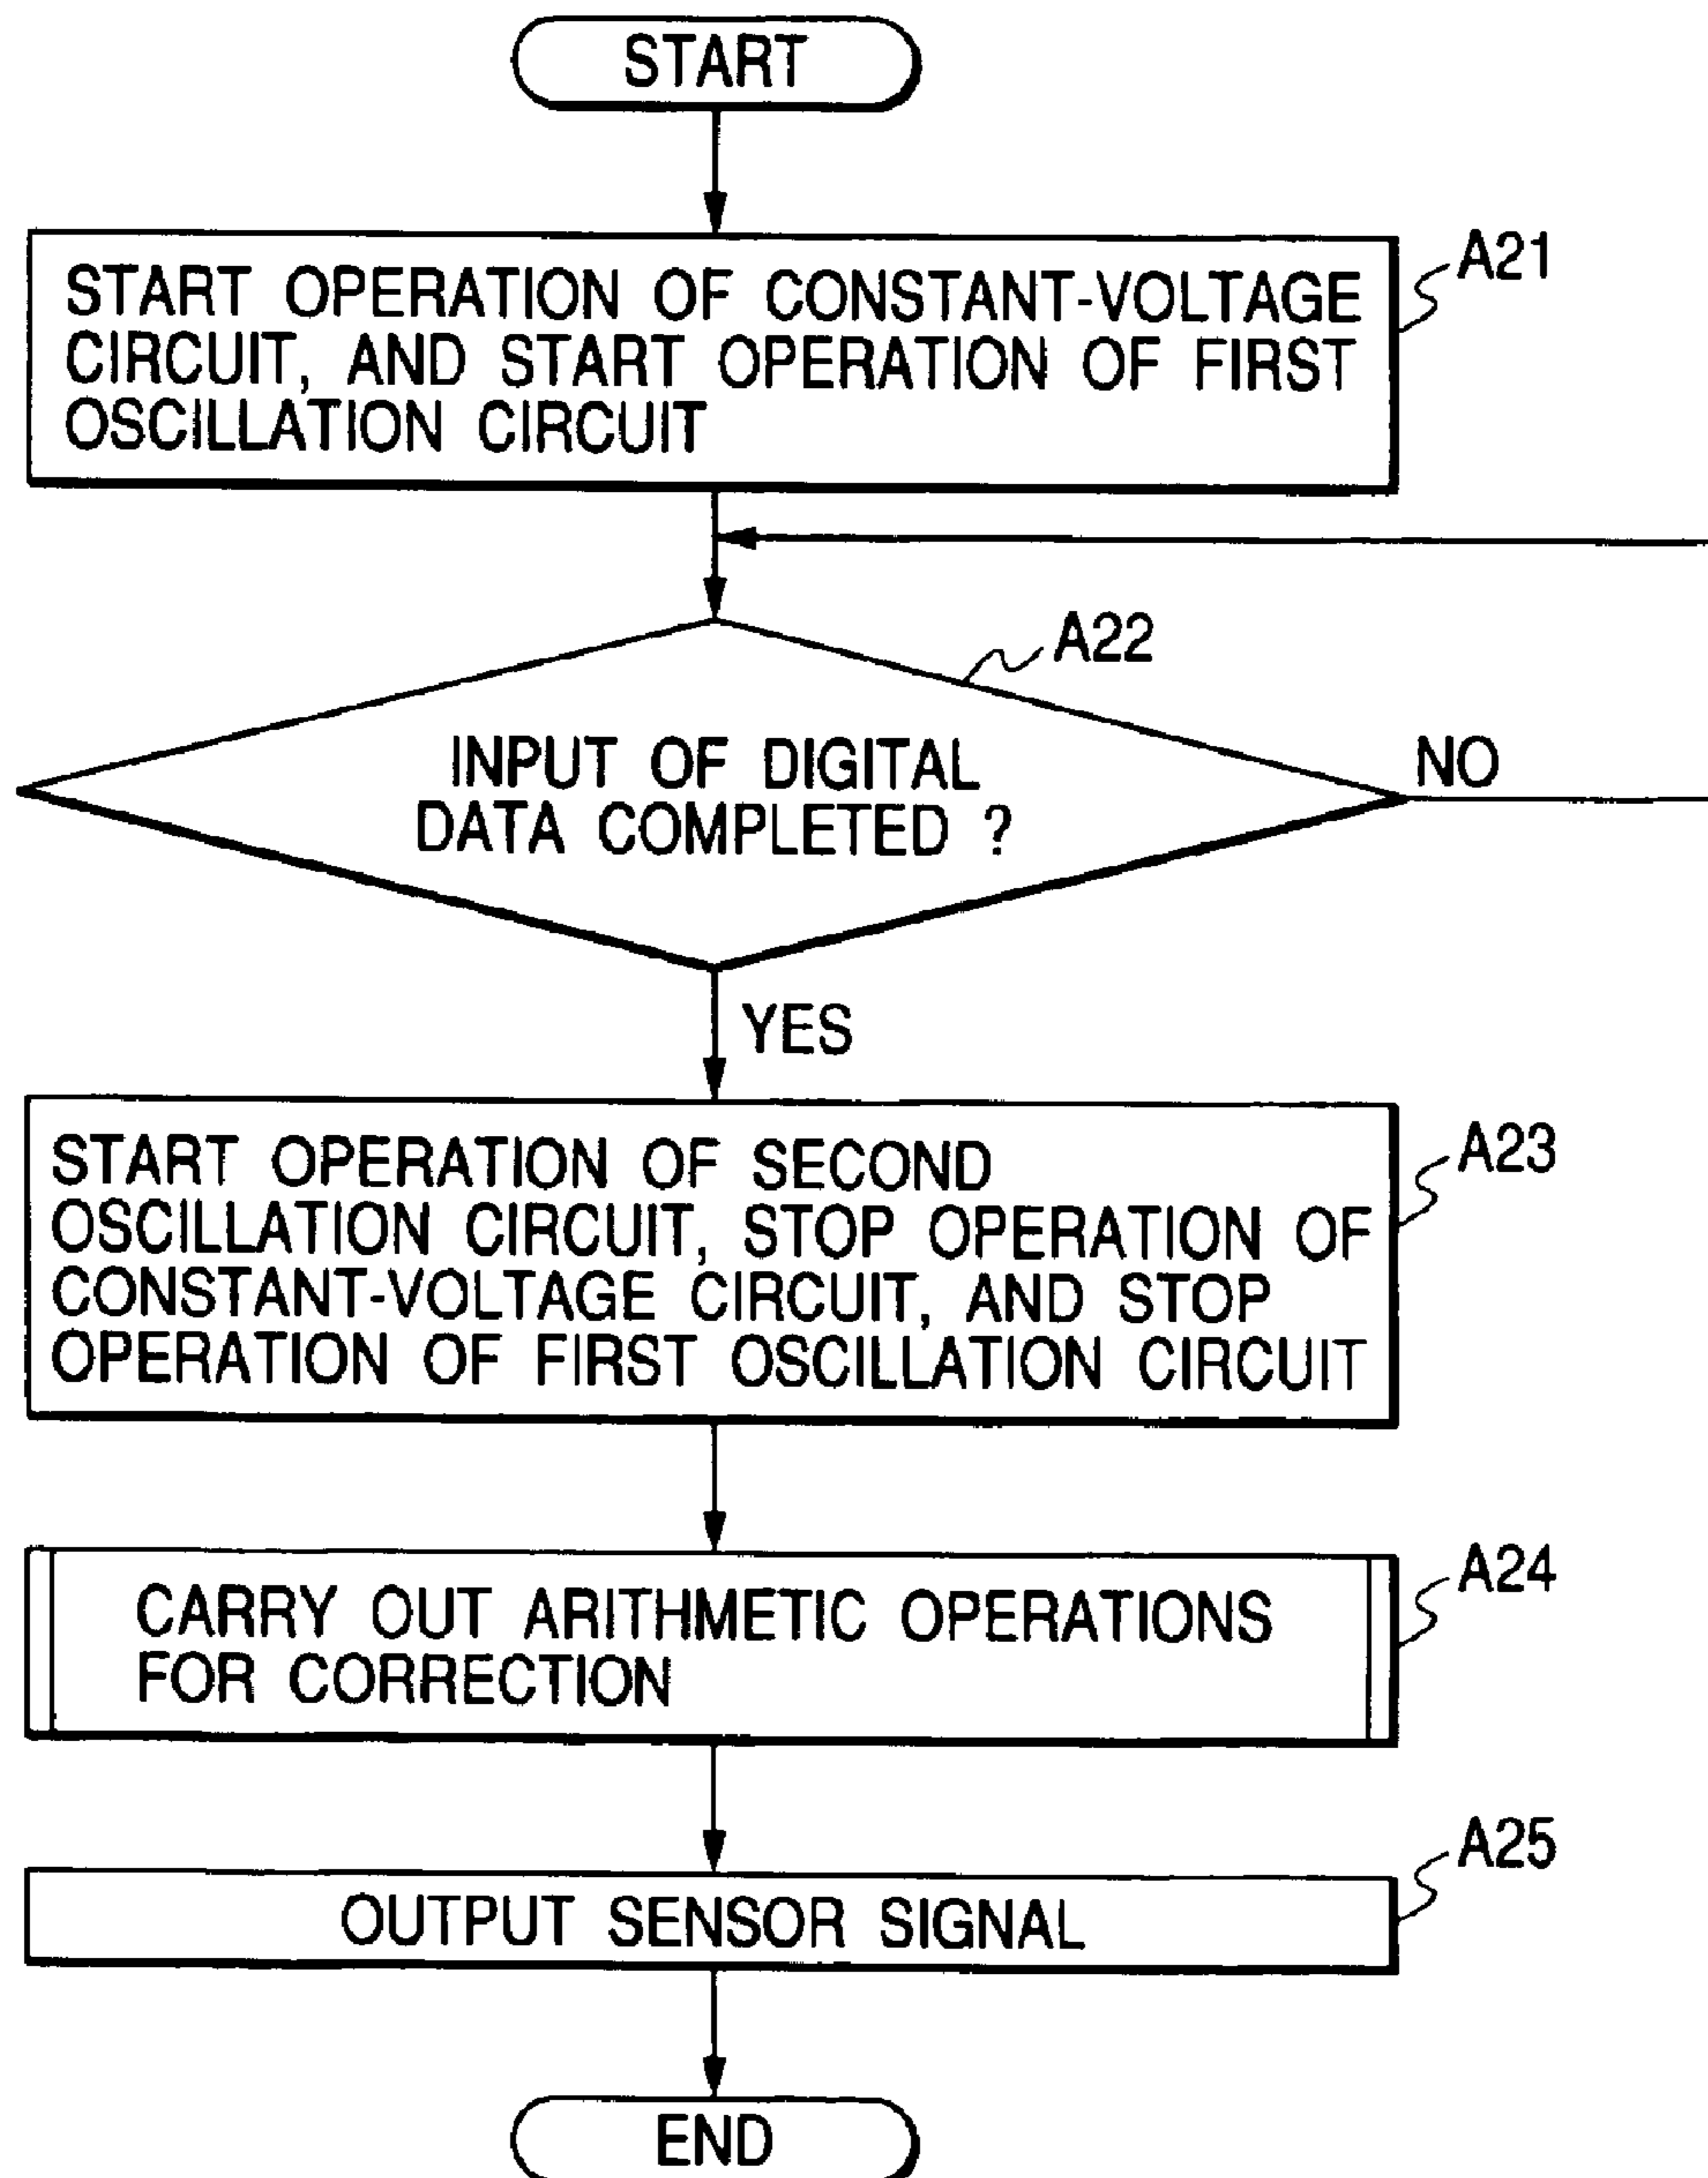 START
START OPERATION OF CONSTANT-VOLTAGE
CIRCUIT, AND START OPERATION OF FIRST
OSCILLATION CIRCUIT
A21
A22
INPUT OF DIGITAL
DATA COMPLETED ?
NO
YES
START OPERATION OF SECOND
OSCILLATION CIRCUIT, STOP OPERATION OF
CONSTANT-VOLTAGE CIRCUIT, AND STOP
OPERATION OF FIRST OSCILLATION CIRCUIT
A23
CARRY OUT ARITHMETIC OPERATIONS
FOR CORRECTION
A24
OUTPUT SENSOR SIGNAL
A25
END